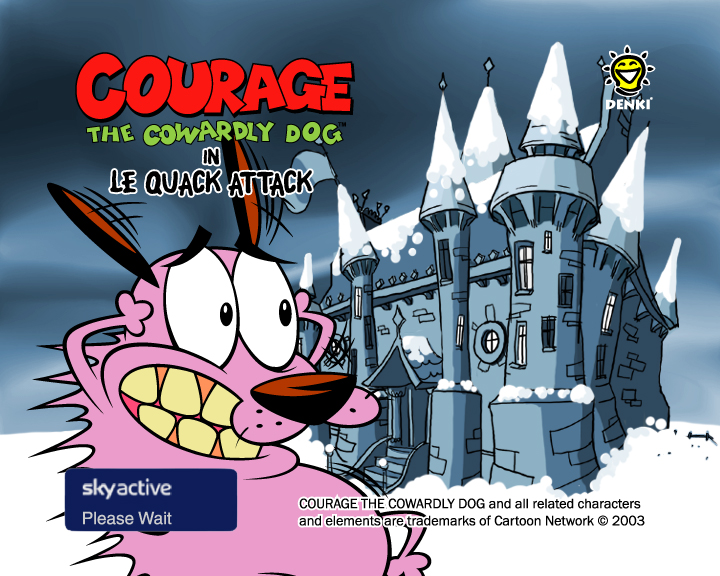 COURAGE
THE COWARDLY DOG™
IN
LE QUACK ATTACK
DENKI
skyactive
Please Wait
COURAGE THE COWARDLY DOG and all related characters
and elements are trademarks of Cartoon Network © 2003